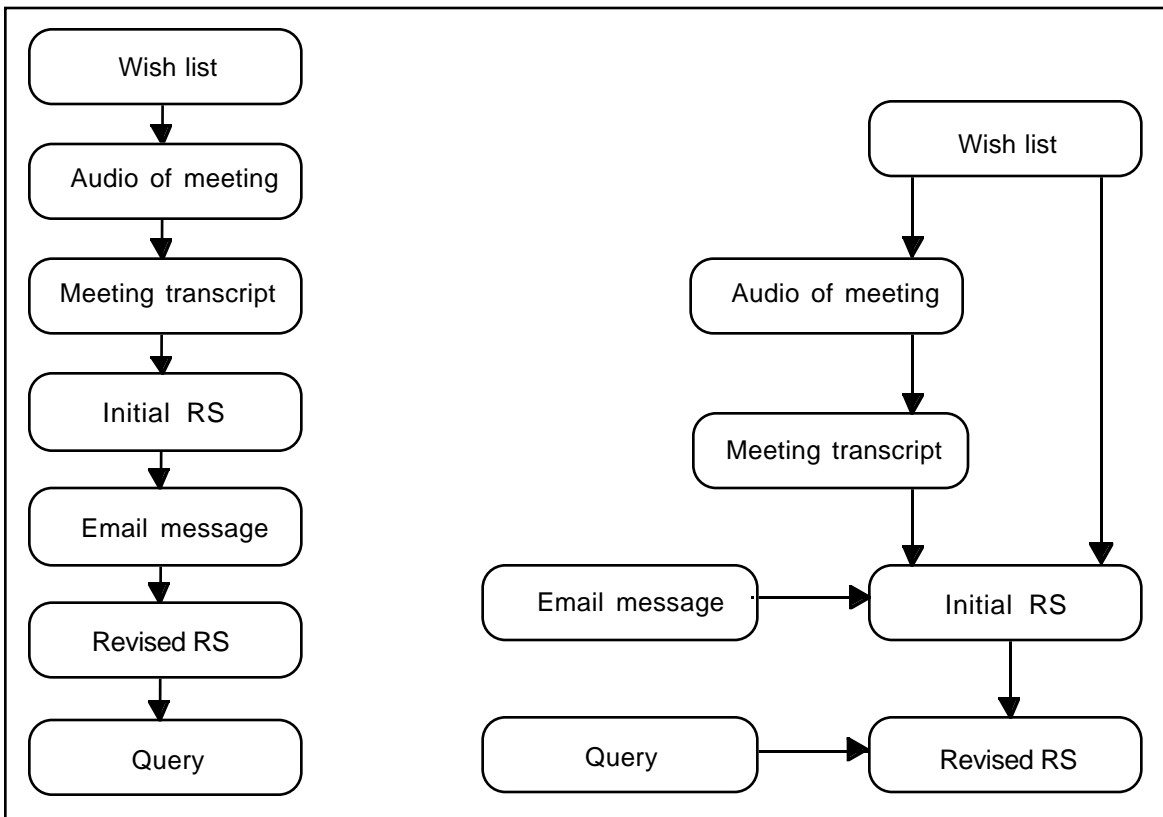 Wish list
Audio of meeting
Meeting transcript
Initial RS
Email message
Revised RS
Query
Wish list
Audio of meeting
Meeting transcript
Email message
Initial RS
Query
Revised RS